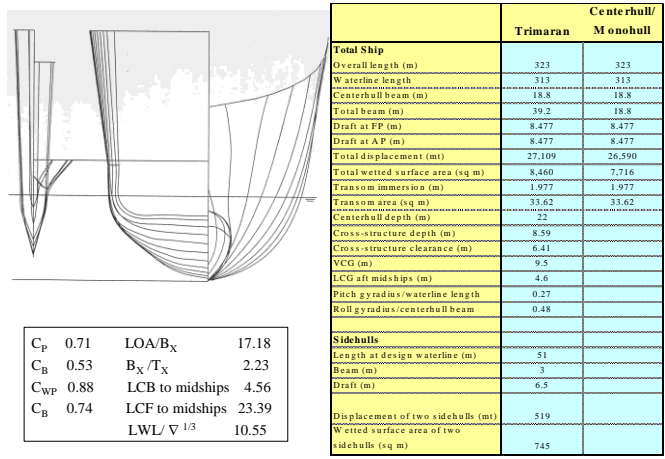 Trimaran Centerhull/ Monohull
Total Ship
Overall length (m) 323 323
Waterline length 313 313
Centerhull beam (m) 18.8 18.8
Total beam (m) 39.2 18.8
Draft at FP (m) 8.477 8.477
Draft at AP (m) 8.477 8.477
Total displacement (mt) 27,109 26,590
Total wetted surface area (sq m) 8,460 7,716
Transom immersion (m) 1.977 1.977
Transom area (sq m) 33.62 33.62
Centerhull depth (m) 22
Cross-structure depth (m) 8.59
Cross-structure clearance (m) 6.41
VCG (m) 9.5
LCG aft midships (m) 4.6
Pitch gyradius/waterline length 0.27
Roll gyradius/centerhull beam 0.48
Sidehulls
Length at design waterline (m) 51
Beam (m) 3
Draft (m) 6.5
Displacement of two sidehulls (mt) 519
Wetted surface area of two
sidehulls (sq m) 745
CP 0.71 LOA/BX 17.18
CB 0.53 BX /TX 2.23
CWP 0.88 LCB to midships 4.56
CB 0.74 LCF to midships 23.39
LWL/ ∇ 1/3 10.55